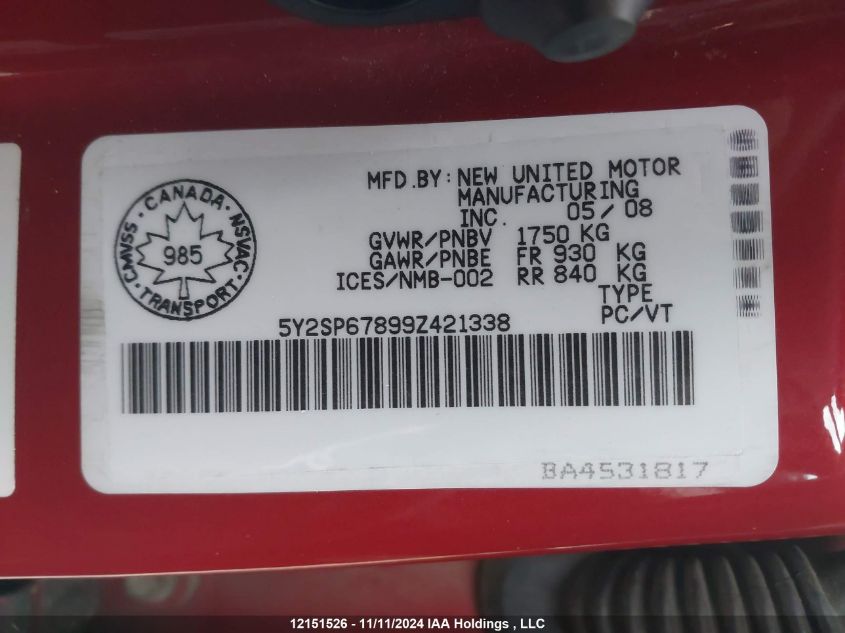 MFD.BY: NEW UNITED MOTOR
MANUFACTURING
INC. 05/08
GVWR/PNBV 1750 KG
GAWR/PNBE FR 930 KG
ICES/NMB-002 RR 840 KG
TYPE
PC/VT
CANADA · NSVAC · TRANSPORT · CMVSS ·
985
5Y2SP67899Z421338
BA4531817
12151526 - 11/11/2024 IAA Holdings , LLC